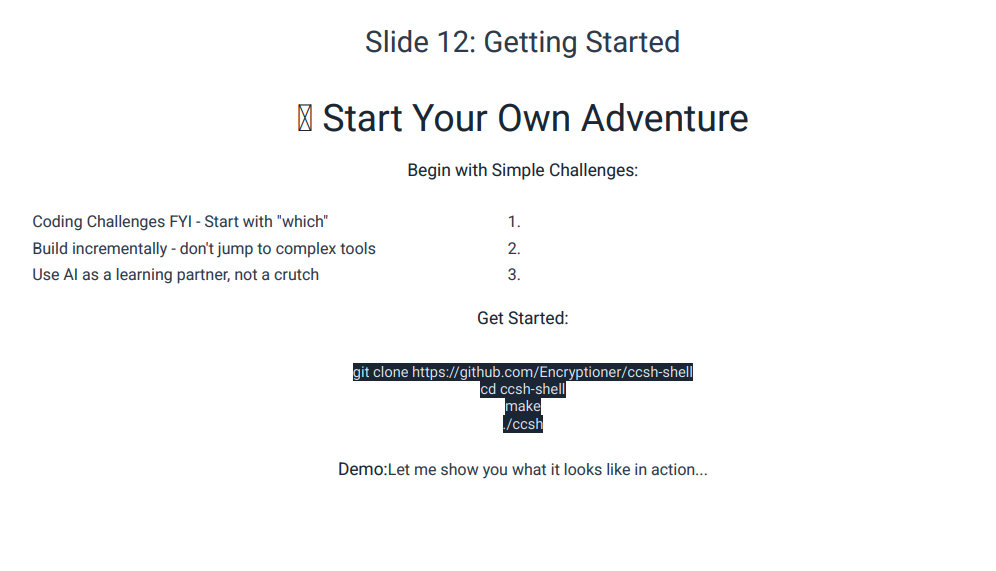 Slide 12: Getting Started
Start Your Own Adventure
Begin with Simple Challenges:
Coding Challenges FYI - Start with "which" 1.
Build incrementally - don't jump to complex tools 2.
Use AI as a learning partner, not a crutch 3.
Get Started:
git clone https://github.com/Encryptioner/ccsh-shell
cd ccsh-shell
make
./ccsh
Demo:Let me show you what it looks like in action...